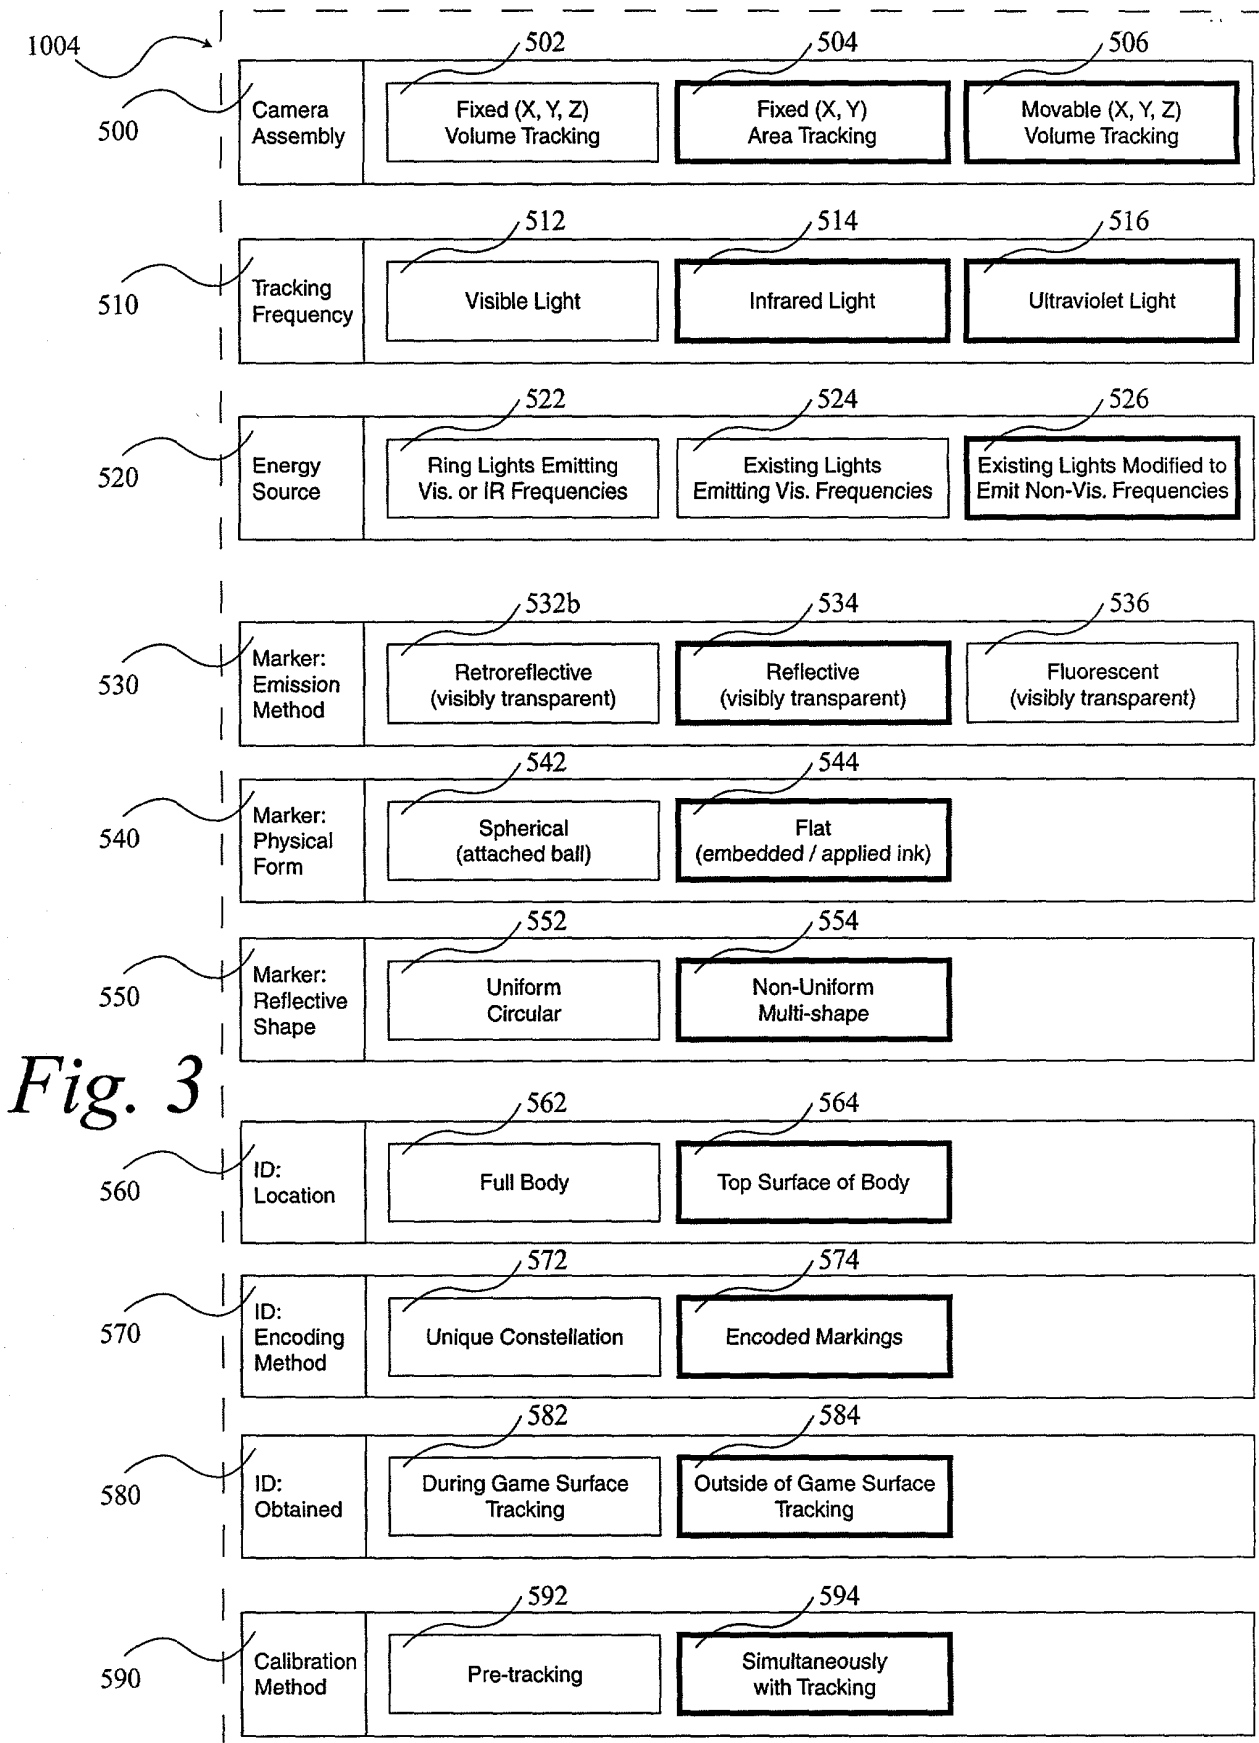 1004
502
504
506
500
Camera
Assembly
Fixed (X, Y, Z)
Volume Tracking
Fixed (X, Y)
Area Tracking
Movable (X, Y, Z)
Volume Tracking
512
514
516
510
Tracking
Frequency
Visible Light
Infrared Light
Ultraviolet Light
522
524
526
520
Energy
Source
Ring Lights Emitting
Vis. or IR Frequencies
Existing Lights
Emitting Vis. Frequencies
Existing Lights Modified to
Emit Non-Vis. Frequencies
532b
534
536
530
Marker:
Emission
Method
Retroreflective
(visibly transparent)
Reflective
(visibly transparent)
Fluorescent
(visibly transparent)
542
544
540
Marker:
Physical
Form
Spherical
(attached ball)
Flat
(embedded / applied ink)
552
554
550
Marker:
Reflective
Shape
Uniform
Circular
Non-Uniform
Multi-shape
Fig. 3
562
564
560
ID:
Location
Full Body
Top Surface of Body
572
574
570
ID:
Encoding
Method
Unique Constellation
Encoded Markings
582
584
580
ID:
Obtained
During Game Surface
Tracking
Outside of Game Surface
Tracking
592
594
590
Calibration
Method
Pre-tracking
Simultaneously
with Tracking